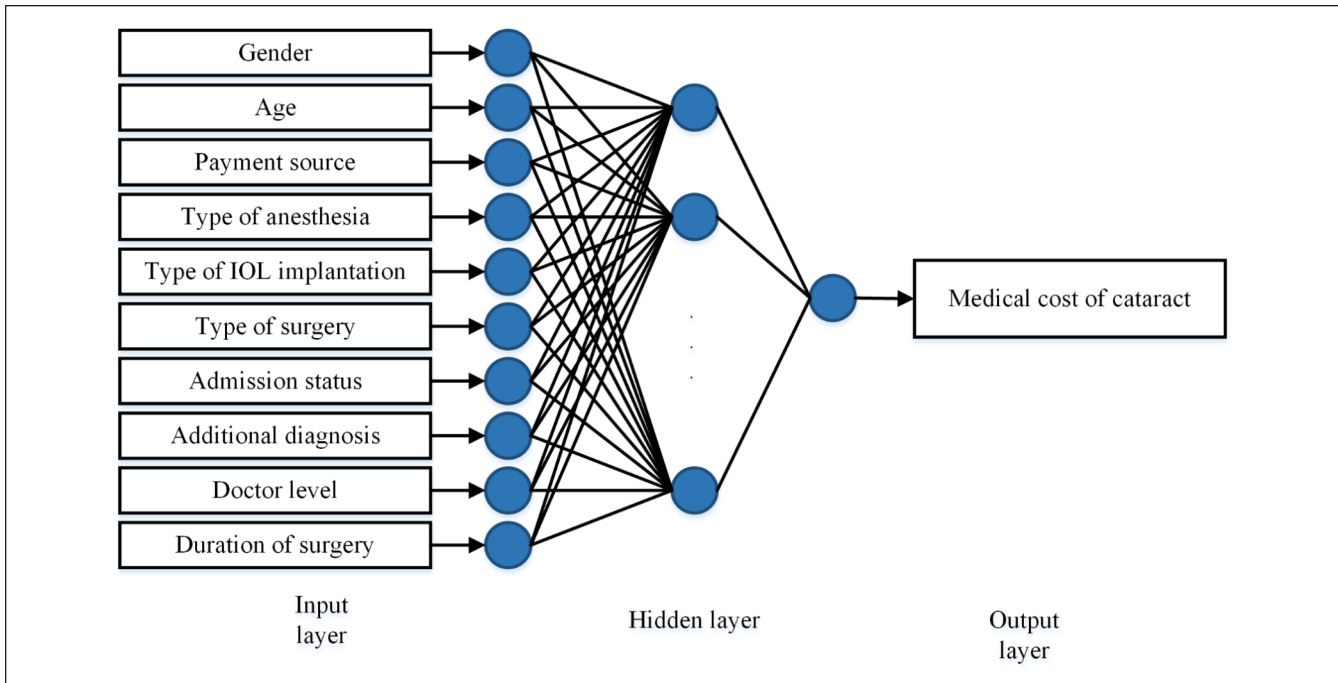 Gender
Age
Payment source
Type of anesthesia
Type of IOL implantation
Type of surgery
Admission status
Additional diagnosis
Doctor level
Duration of surgery
Medical cost of cataract
Input
layer
Hidden layer
Output
layer